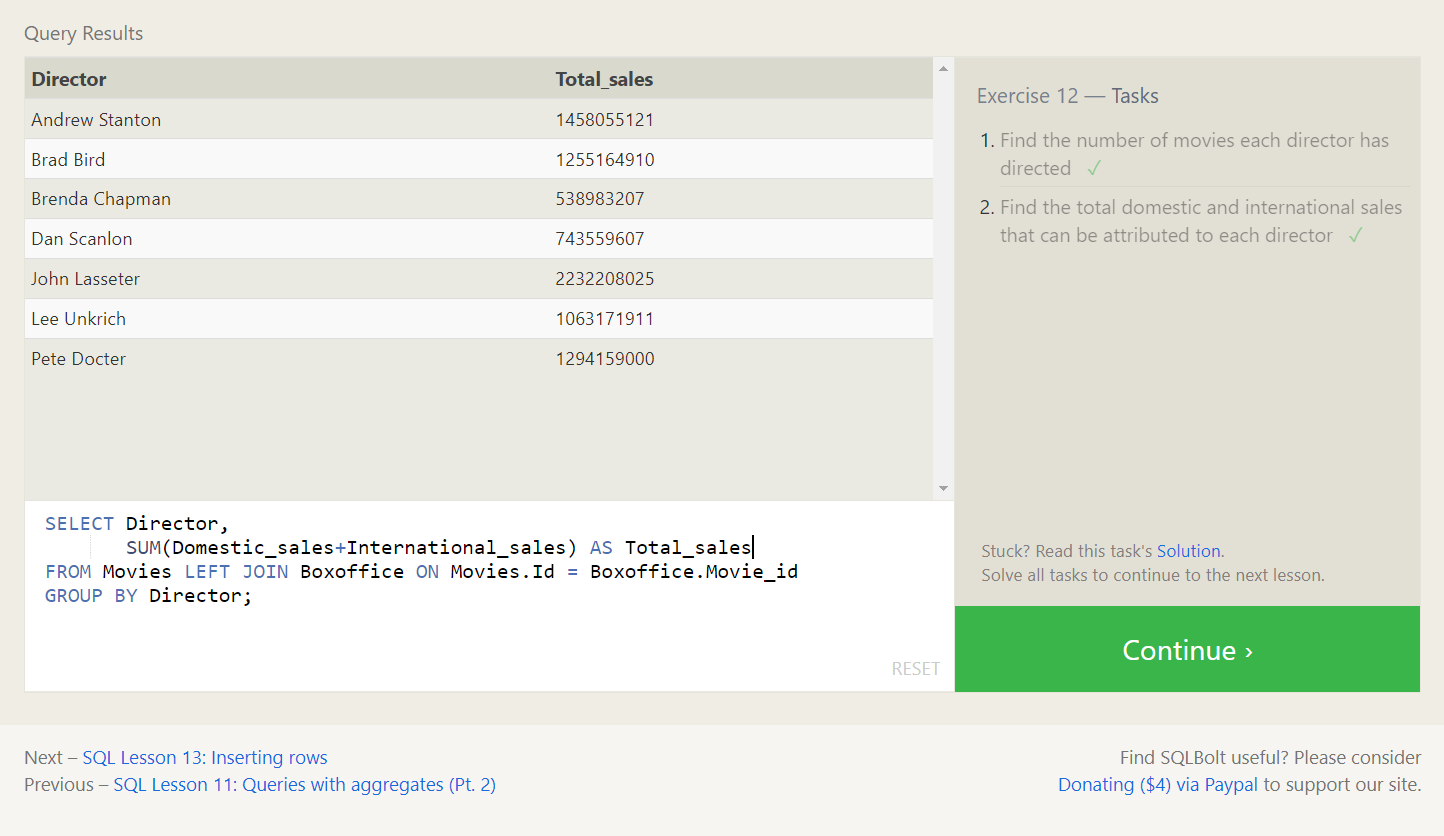 Query Results
Director Total_sales
Andrew Stanton 1458055121
Brad Bird 1255164910
Brenda Chapman 538983207
Dan Scanlon 743559607
John Lasseter 2232208025
Lee Unkrich 1063171911
Pete Docter 1294159000
SELECT Director,
SUM(Domestic_sales+International_sales) AS Total_sales
FROM Movies LEFT JOIN Boxoffice ON Movies.Id = Boxoffice.Movie_id
GROUP BY Director;
RESET
Exercise 12 — Tasks
1. Find the number of movies each director has
directed ✓
2. Find the total domestic and international sales
that can be attributed to each director ✓
Stuck? Read this task's Solution.
Solve all tasks to continue to the next lesson.
Continue ›
Next – SQL Lesson 13: Inserting rows
Previous – SQL Lesson 11: Queries with aggregates (Pt. 2)
Find SQLBolt useful? Please consider
Donating ($4) via Paypal to support our site.